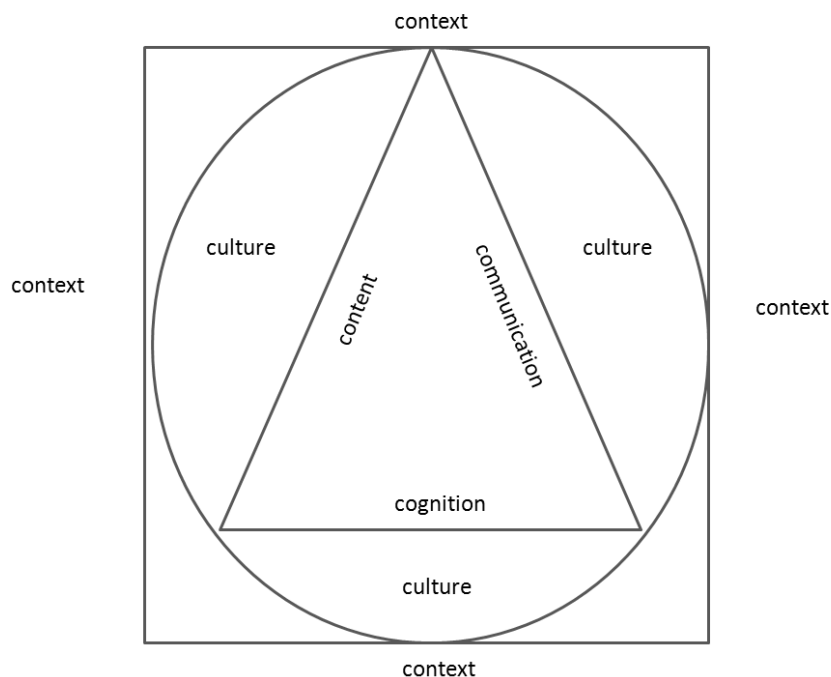 context
culture
culture
context
content
communication
context
cognition
culture
context